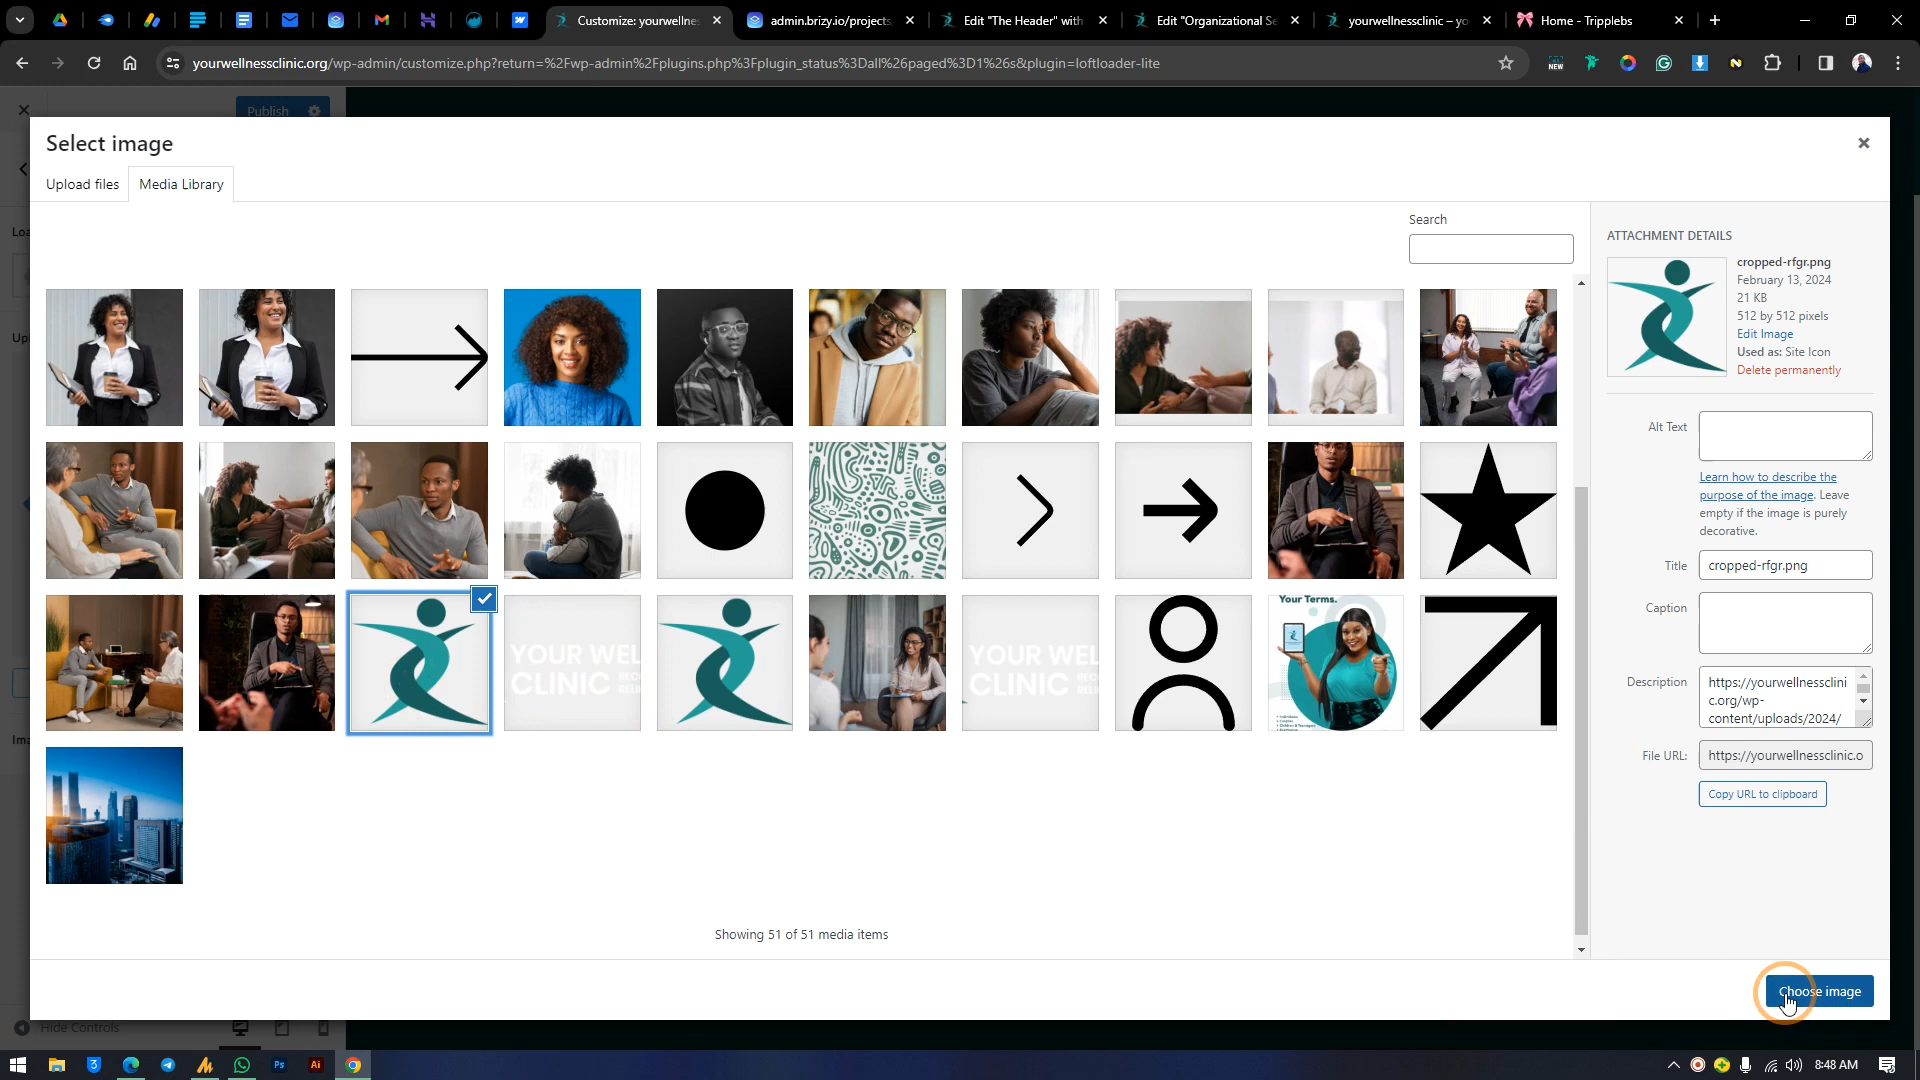 Customize: yourwellnes
admin.brizy.io/projects
Edit "The Header" with
Edit "Organizational Se
yourwellnessclinic – yo
Home - Tripplebs
yourwellnessclinic.org/wp-admin/customize.php?return=%2Fwp-admin%2Fplugins.php%3Fplugin_status%3Dall%26paged%3D1%26s&plugin=loftloader-lite
NEW
Publish
Select image
Upload files
Media Library
Search
ATTACHMENT DETAILS
cropped-rfgr.png
February 13, 2024
21 KB
512 by 512 pixels
Edit Image
Used as: Site Icon
Delete permanently
Alt Text
Learn how to describe the
purpose of the image. Leave
empty if the image is purely
decorative.
Title
cropped-rfgr.png
Caption
Description
https://yourwellnessclini
c.org/wp-
content/uploads/2024/
File URL:
https://yourwellnessclinic.o
Copy URL to clipboard
YOUR WEL
CLINIC
YOUR WEL
CLINIC
Your Terms.
Showing 51 of 51 media items
Choose image
Hide Controls
Ps
Ai
8:48 AM